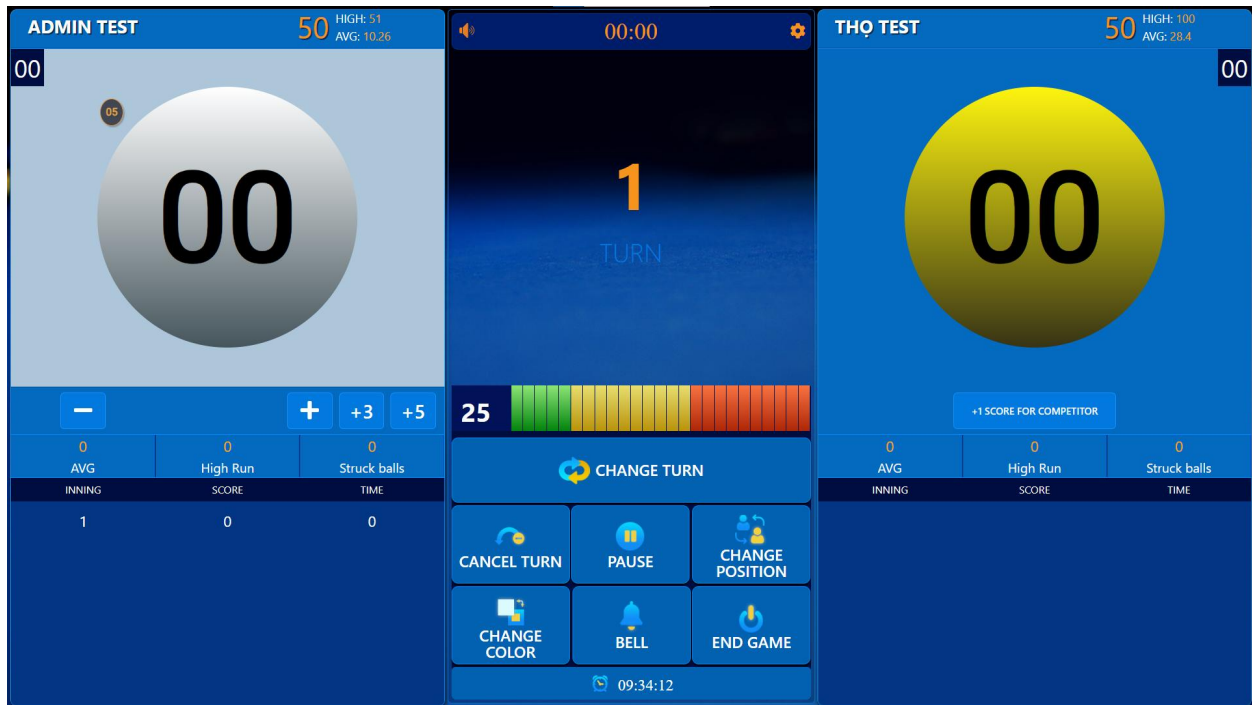 ADMIN TEST
50
HIGH: 51
AVG: 10.26
00
05
00
0
AVG
0
High Run
0
Struck balls
+3
+5
INNING SCORE TIME
1 0 0
00:00
1
TURN
25
CHANGE TURN
CANCEL TURN
PAUSE
CHANGE
POSITION
CHANGE
COLOR
BELL
END GAME
09:34:12
THỌ TEST
50
HIGH: 100
AVG: 28.4
00
00
+1 SCORE FOR COMPETITOR
0
AVG
0
High Run
0
Struck balls
INNING SCORE TIME